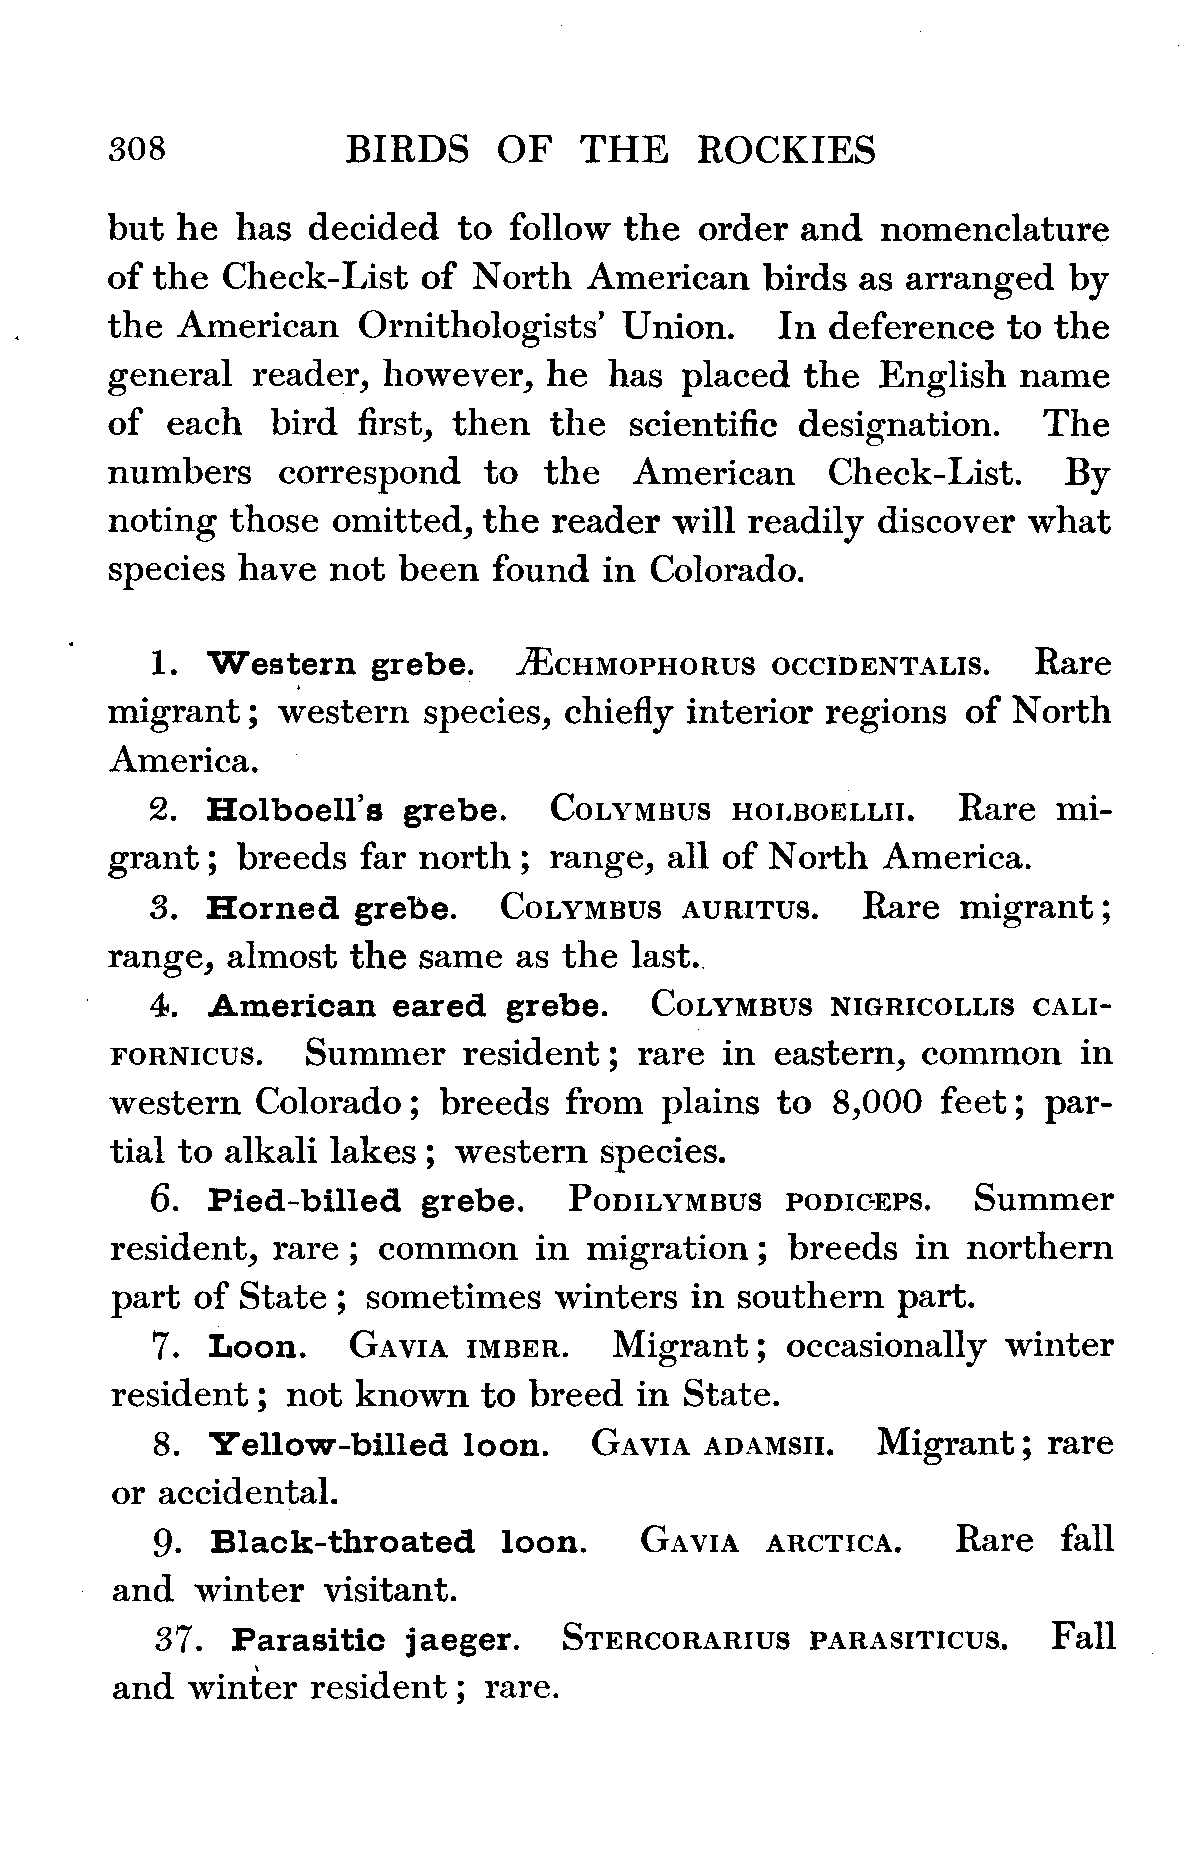 308 BIRDS OF THE ROCKIES
but he has decided to follow the order and nomenclature
of the Check-List of North American birds as arranged by
the American Ornithologists' Union. In deference to the
general reader, however, he has placed the English name
of each bird first, then the scientific designation. The
numbers correspond to the American Check-List. By
noting those omitted, the reader will readily discover what
species have not been found in Colorado.
1. Western grebe. ÆCHMOPHORUS OCCIDENTALIS. Rare
migrant; western species, chiefly interior regions of North
America.
2. Holboell's grebe. COLYMBUS HOLBOELLII. Rare mi-
grant; breeds far north; range, all of North America.
3. Horned grebe. COLYMBUS AURITUS. Rare migrant;
range, almost the same as the last.
4. American eared grebe. COLYMBUS NIGRICOLLIS CALI-
FORNICUS. Summer resident; rare in eastern, common in
western Colorado; breeds from plains to 8,000 feet; par-
tial to alkali lakes; western species.
6. Pied-billed grebe. PODILYMBUS PODICEPS. Summer
resident, rare; common in migration; breeds in northern
part of State; sometimes winters in southern part.
7. Loon. GAVIA IMBER. Migrant; occasionally winter
resident; not known to breed in State.
8. Yellow-billed loon. GAVIA ADAMSII. Migrant; rare
or accidental.
9. Black-throated loon. GAVIA ARCTICA. Rare fall
and winter visitant.
37. Parasitic jaeger. STERCORARIUS PARASITICUS. Fall
and winter resident; rare.